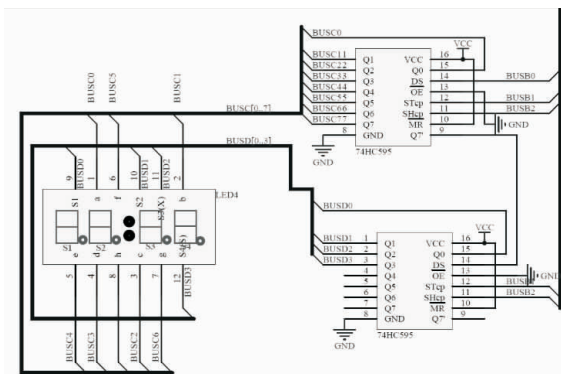 BUSC0
BUSC11
BUSC22
BUSC33
BUSC44
BUSC55
BUSC66
BUSC77
Q1
Q2
Q3
Q4
Q5
Q6
Q7
GND
8
VCC
Q0
DS
OE
STcp
SHcp
MR
Q7'
16
15
14
13
12
11
10
9
VCC
BUSB0
BUSB1
BUSB2
GND
GND
74HC595
BUSC0
BUSC5
BUSC1
BUSC[0..7]
BUSD[0..3]
BUSD0
BUSD1
BUSD2
9
1
6
10
11
2
LED4
S1
a
f
S2
S3(X)
b
S1
S2
S3
e
d
h
c
g
5
4
8
3
7
12
BUSD3
BUSC4
BUSC3
BUSC2
BUSC6
BUSD0
BUSD1
BUSD2
BUSD3
1
2
3
4
5
6
7
8
Q1
Q2
Q3
Q4
Q5
Q6
Q7
GND
VCC
Q0
DS
OE
STcp
SHcp
MR
Q7'
16
15
14
13
12
11
10
9
VCC
GND
BUSB2
GND
74HC595